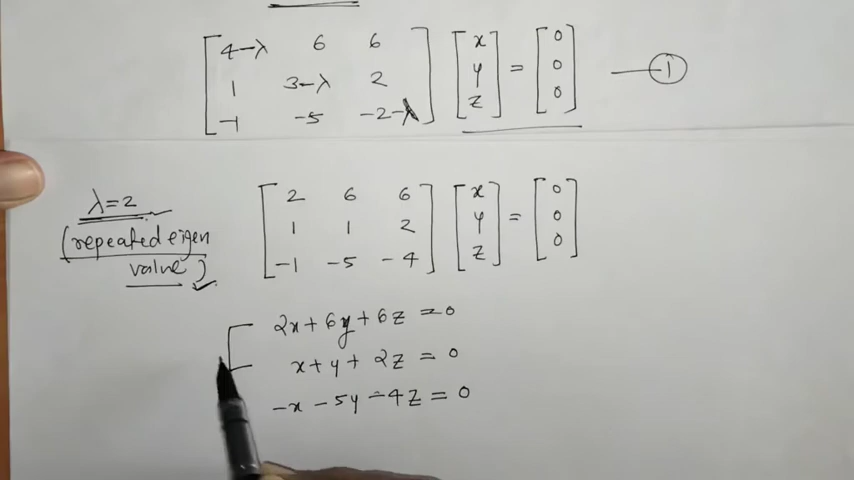 [4-λ 6 6] [x] = [0]
[1 3-λ 2] [y] = [0] — ①
[-1 -5 -2-λ] [z] = [0]
λ=2
(repeated eigen
value)
[2 6 6] [x] = [0]
[1 1 2] [y] = [0]
[-1 -5 -4] [z] = [0]
2x+6y+6z=0
x+y+2z=0
-x-5y-4z=0